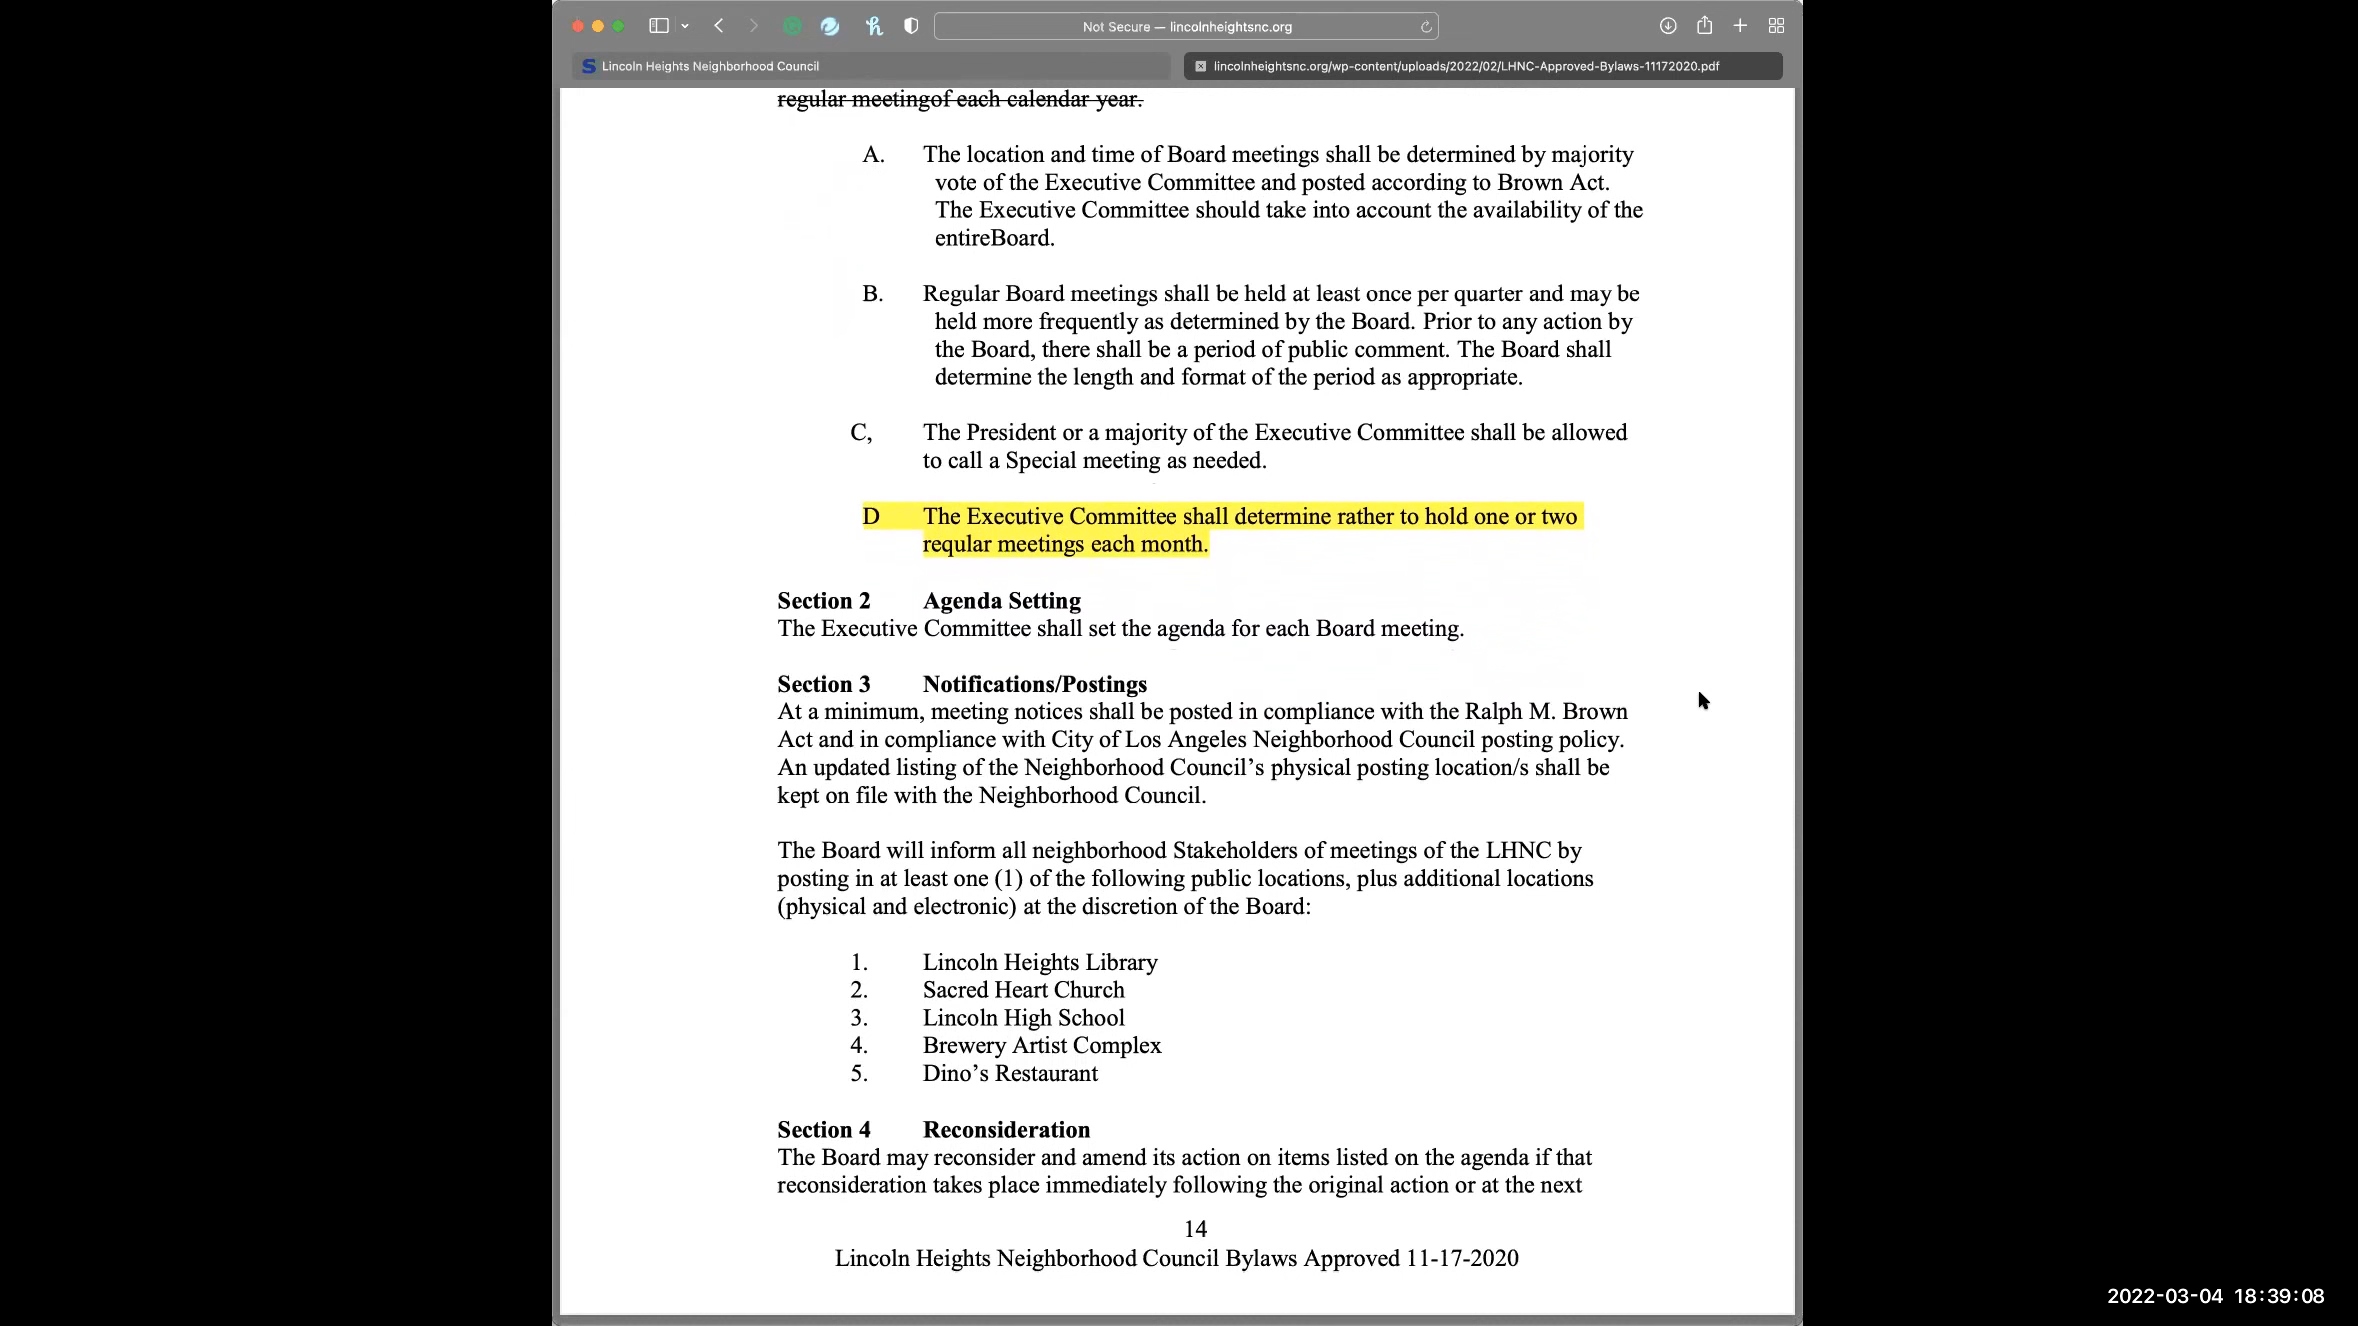 Not Secure — lincolnheightsnc.org
S Lincoln Heights Neighborhood Council
lincolnheightsnc.org/wp-content/uploads/2022/02/LHNC-Approved-Bylaws-11172020.pdf
regular meetingof each calendar year.
A. The location and time of Board meetings shall be determined by majority
vote of the Executive Committee and posted according to Brown Act.
The Executive Committee should take into account the availability of the
entireBoard.
B. Regular Board meetings shall be held at least once per quarter and may be
held more frequently as determined by the Board. Prior to any action by
the Board, there shall be a period of public comment. The Board shall
determine the length and format of the period as appropriate.
C, The President or a majority of the Executive Committee shall be allowed
to call a Special meeting as needed.
D The Executive Committee shall determine rather to hold one or two
reqular meetings each month.
Section 2 Agenda Setting
The Executive Committee shall set the agenda for each Board meeting.
Section 3 Notifications/Postings
At a minimum, meeting notices shall be posted in compliance with the Ralph M. Brown
Act and in compliance with City of Los Angeles Neighborhood Council posting policy.
An updated listing of the Neighborhood Council’s physical posting location/s shall be
kept on file with the Neighborhood Council.
The Board will inform all neighborhood Stakeholders of meetings of the LHNC by
posting in at least one (1) of the following public locations, plus additional locations
(physical and electronic) at the discretion of the Board:
1. Lincoln Heights Library
2. Sacred Heart Church
3. Lincoln High School
4. Brewery Artist Complex
5. Dino’s Restaurant
Section 4 Reconsideration
The Board may reconsider and amend its action on items listed on the agenda if that
reconsideration takes place immediately following the original action or at the next
14
Lincoln Heights Neighborhood Council Bylaws Approved 11-17-2020
2022-03-04 18:39:08